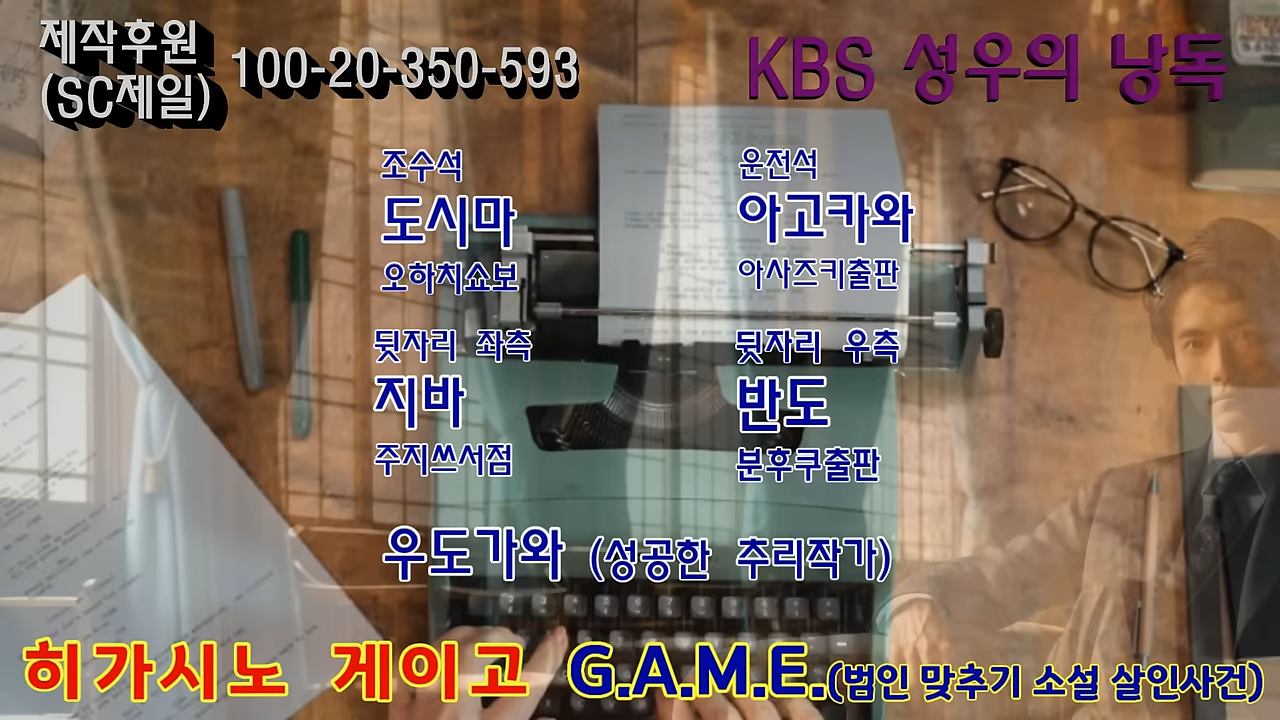 제작후원
(SC제일)
100-20-350-593
KBS 성우의 낭독
조수석
도시마
오하치쇼보
운전석
아고카와
아사즈키출판
뒷자리 좌측
지바
주지쯔서점
뒷자리 우측
반도
분후쿠출판
우도가와 (성공한 추리작가)
히가시노 게이고 G.A.M.E.(범인 맞추기 소설 살인사건)